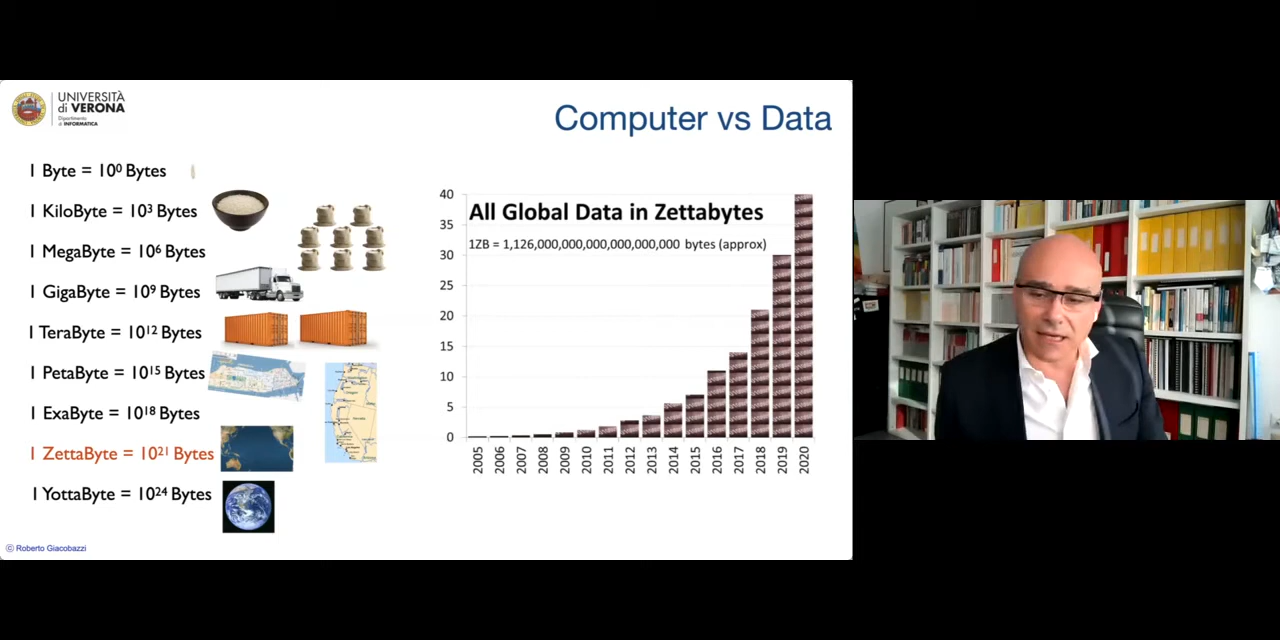 UNIVERSITÀ
di VERONA
Dipartimento
di INFORMATICA
Computer vs Data
1 Byte = 10⁰ Bytes
1 KiloByte = 10³ Bytes
1 MegaByte = 10⁶ Bytes
1 GigaByte = 10⁹ Bytes
1 TeraByte = 10¹² Bytes
1 PetaByte = 10¹⁵ Bytes
1 ExaByte = 10¹⁸ Bytes
1 ZettaByte = 10²¹ Bytes
1 YottaByte = 10²⁴ Bytes
All Global Data in Zettabytes
1ZB = 1,126,000,000,000,000,000,000 bytes (approx)
40
35
30
25
20
15
10
5
0
2005
2006
2007
2008
2009
2010
2011
2012
2013
2014
2015
2016
2017
2018
2019
2020
© Roberto Giacobazzi